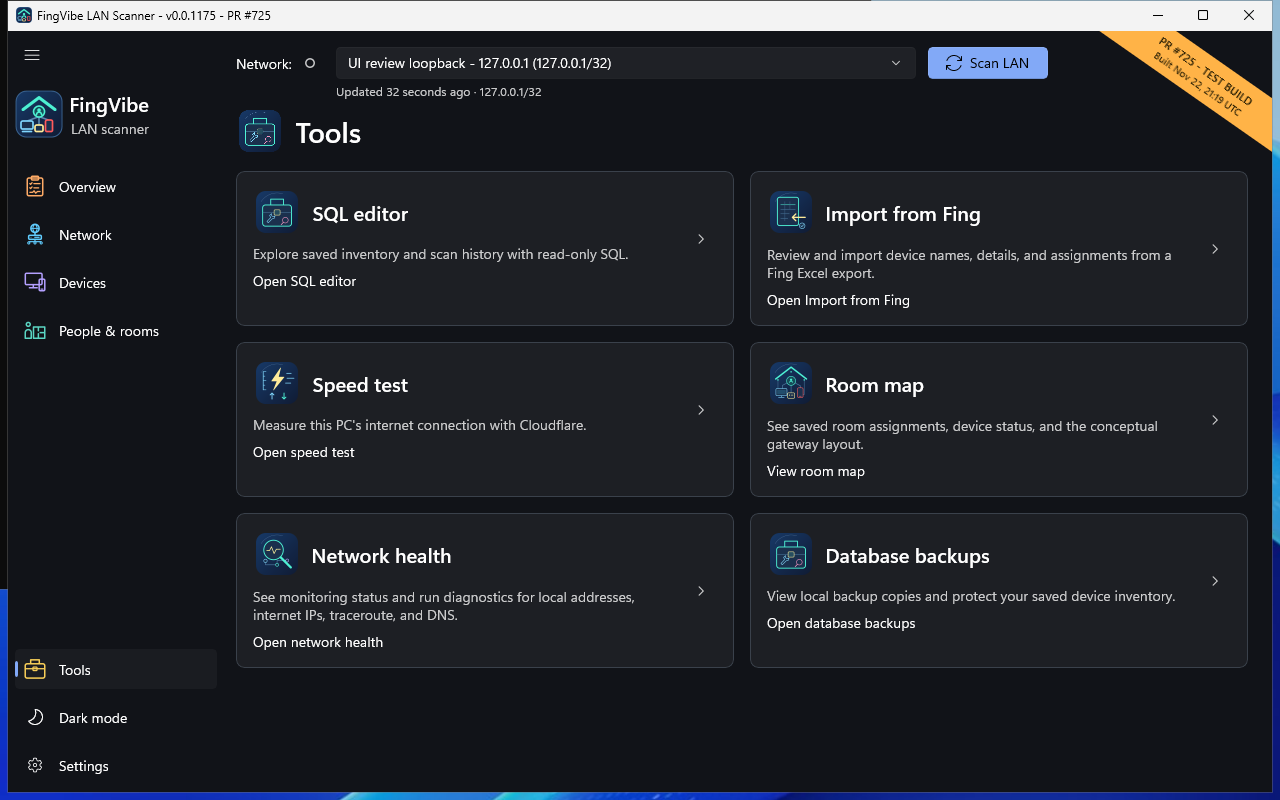 FingVibe LAN Scanner - v0.0.1175 - PR #725
Network:
UI review loopback - 127.0.0.1 (127.0.0.1/32)
Scan LAN
Updated 32 seconds ago · 127.0.0.1/32
PR #725 - TEST BUILD
Built Nov 22, 21:19 UTC
FingVibe
LAN scanner
Overview
Network
Devices
People & rooms
Tools
Dark mode
Settings
Tools
SQL editor
Explore saved inventory and scan history with read-only SQL.
Open SQL editor
Import from Fing
Review and import device names, details, and assignments from a
Fing Excel export.
Open Import from Fing
Speed test
Measure this PC's internet connection with Cloudflare.
Open speed test
Room map
See saved room assignments, device status, and the conceptual
gateway layout.
View room map
Network health
See monitoring status and run diagnostics for local addresses,
internet IPs, traceroute, and DNS.
Open network health
Database backups
View local backup copies and protect your saved device inventory.
Open database backups